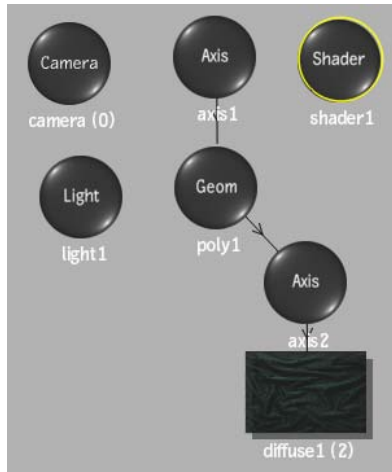 Camera
camera (0)
Axis
axis1
Shader
shader1
Light
light1
Geom
poly1
Axis
axis2
diffuse1 (2)